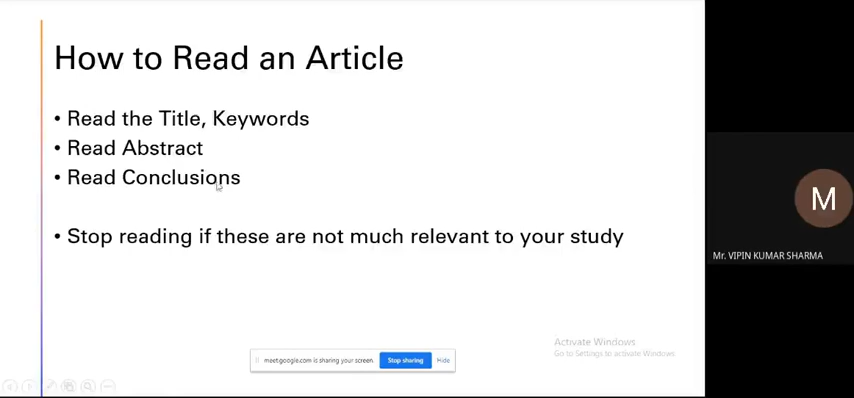 How to Read an Article
• Read the Title, Keywords
• Read Abstract
• Read Conclusions
• Stop reading if these are not much relevant to your study
M
Mr. VIPIN KUMAR SHARMA
Activate Windows
Go to Settings to activate Windows.
meet.google.com is sharing your screen.
Stop sharing
Hide